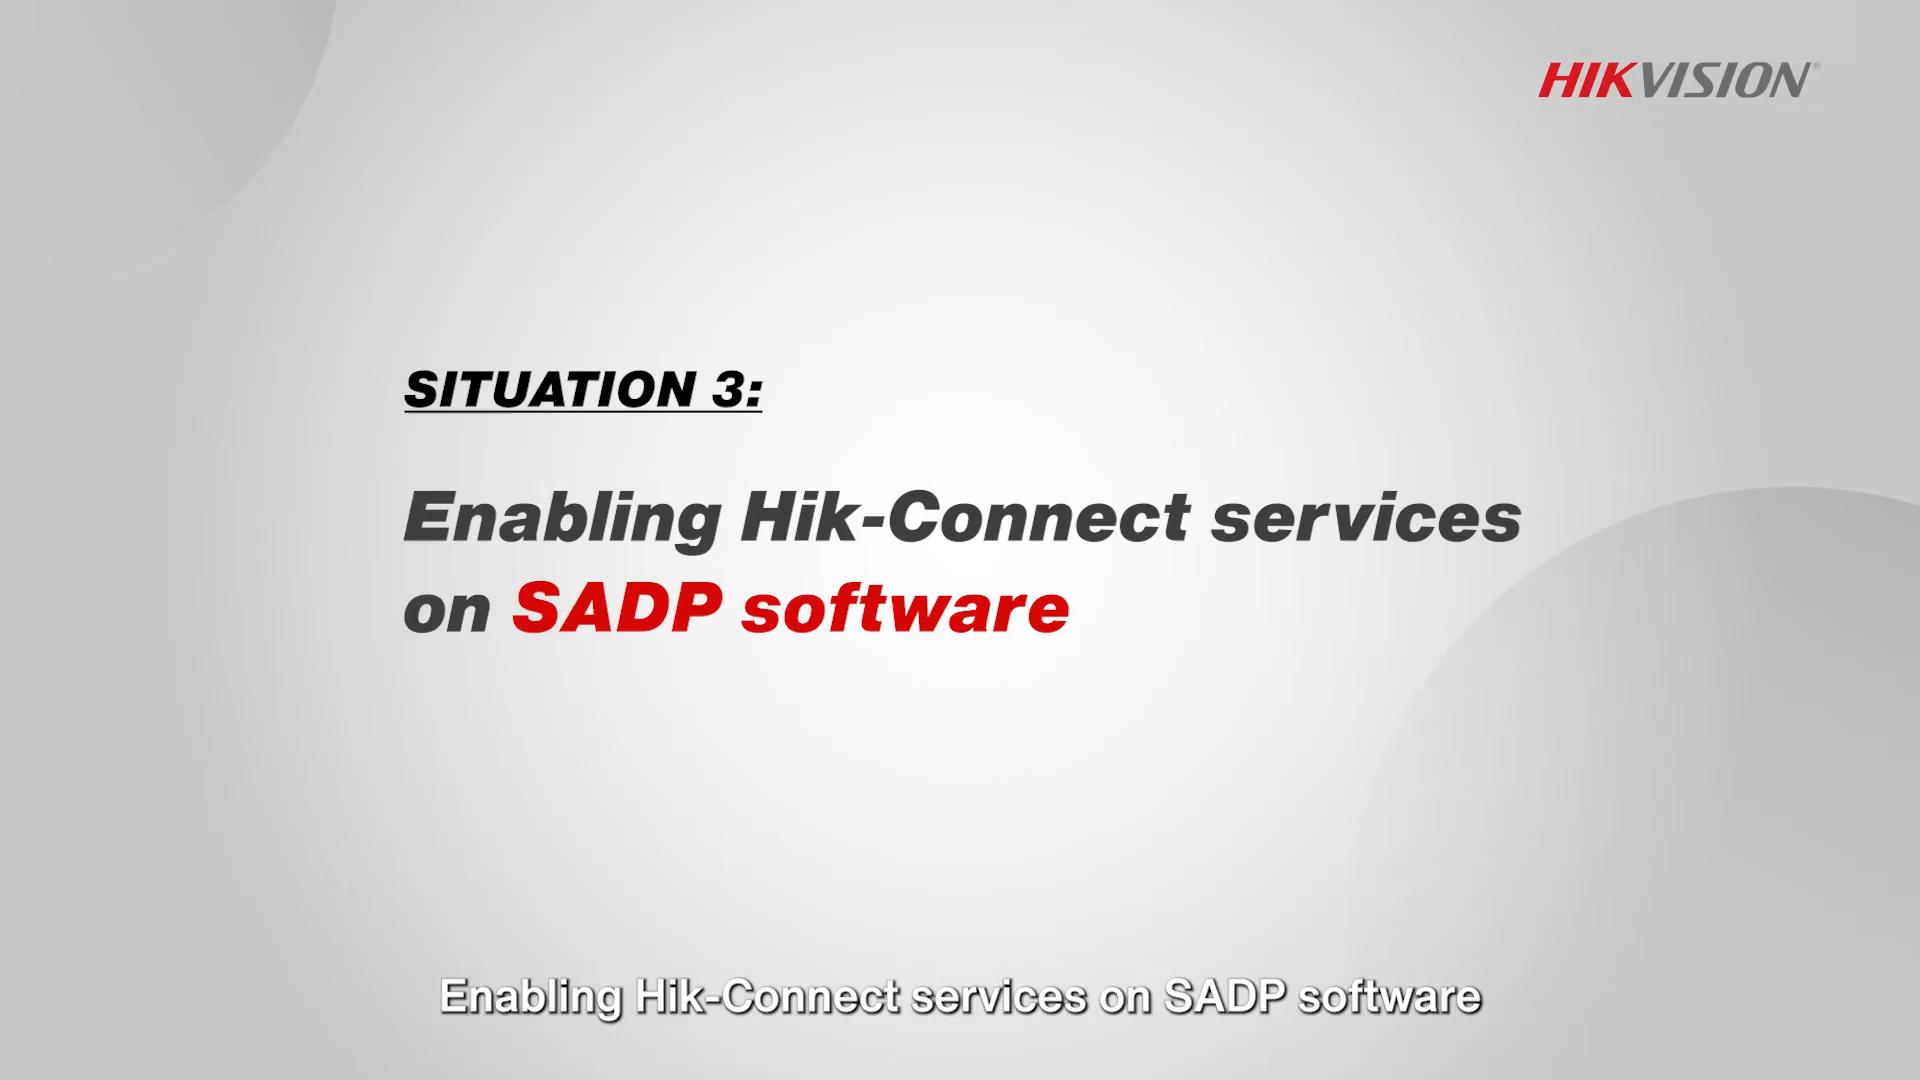 HIKVISION®
SITUATION 3:
Enabling Hik-Connect services
on SADP software
Enabling Hik-Connect services on SADP software